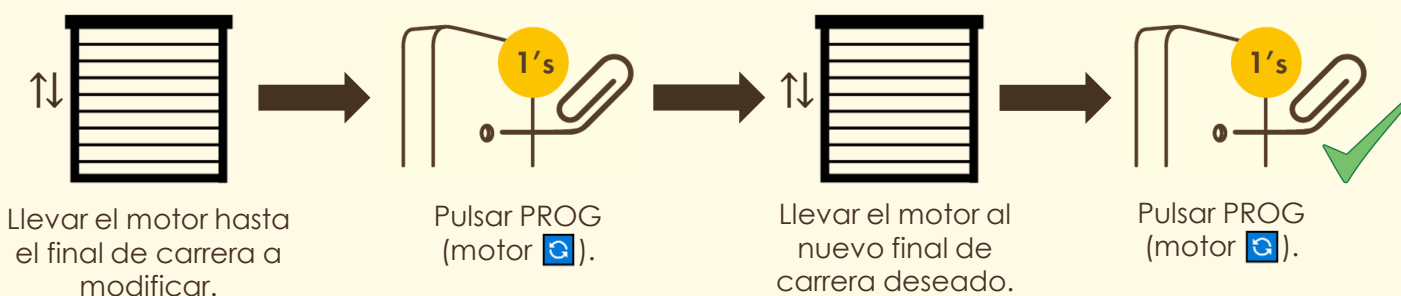 1's
1's
Llevar el motor hasta
el final de carrera a
modificar.
Pulsar PROG
(motor 🔄).
Llevar el motor al
nuevo final de
carrera deseado.
Pulsar PROG
(motor 🔄).